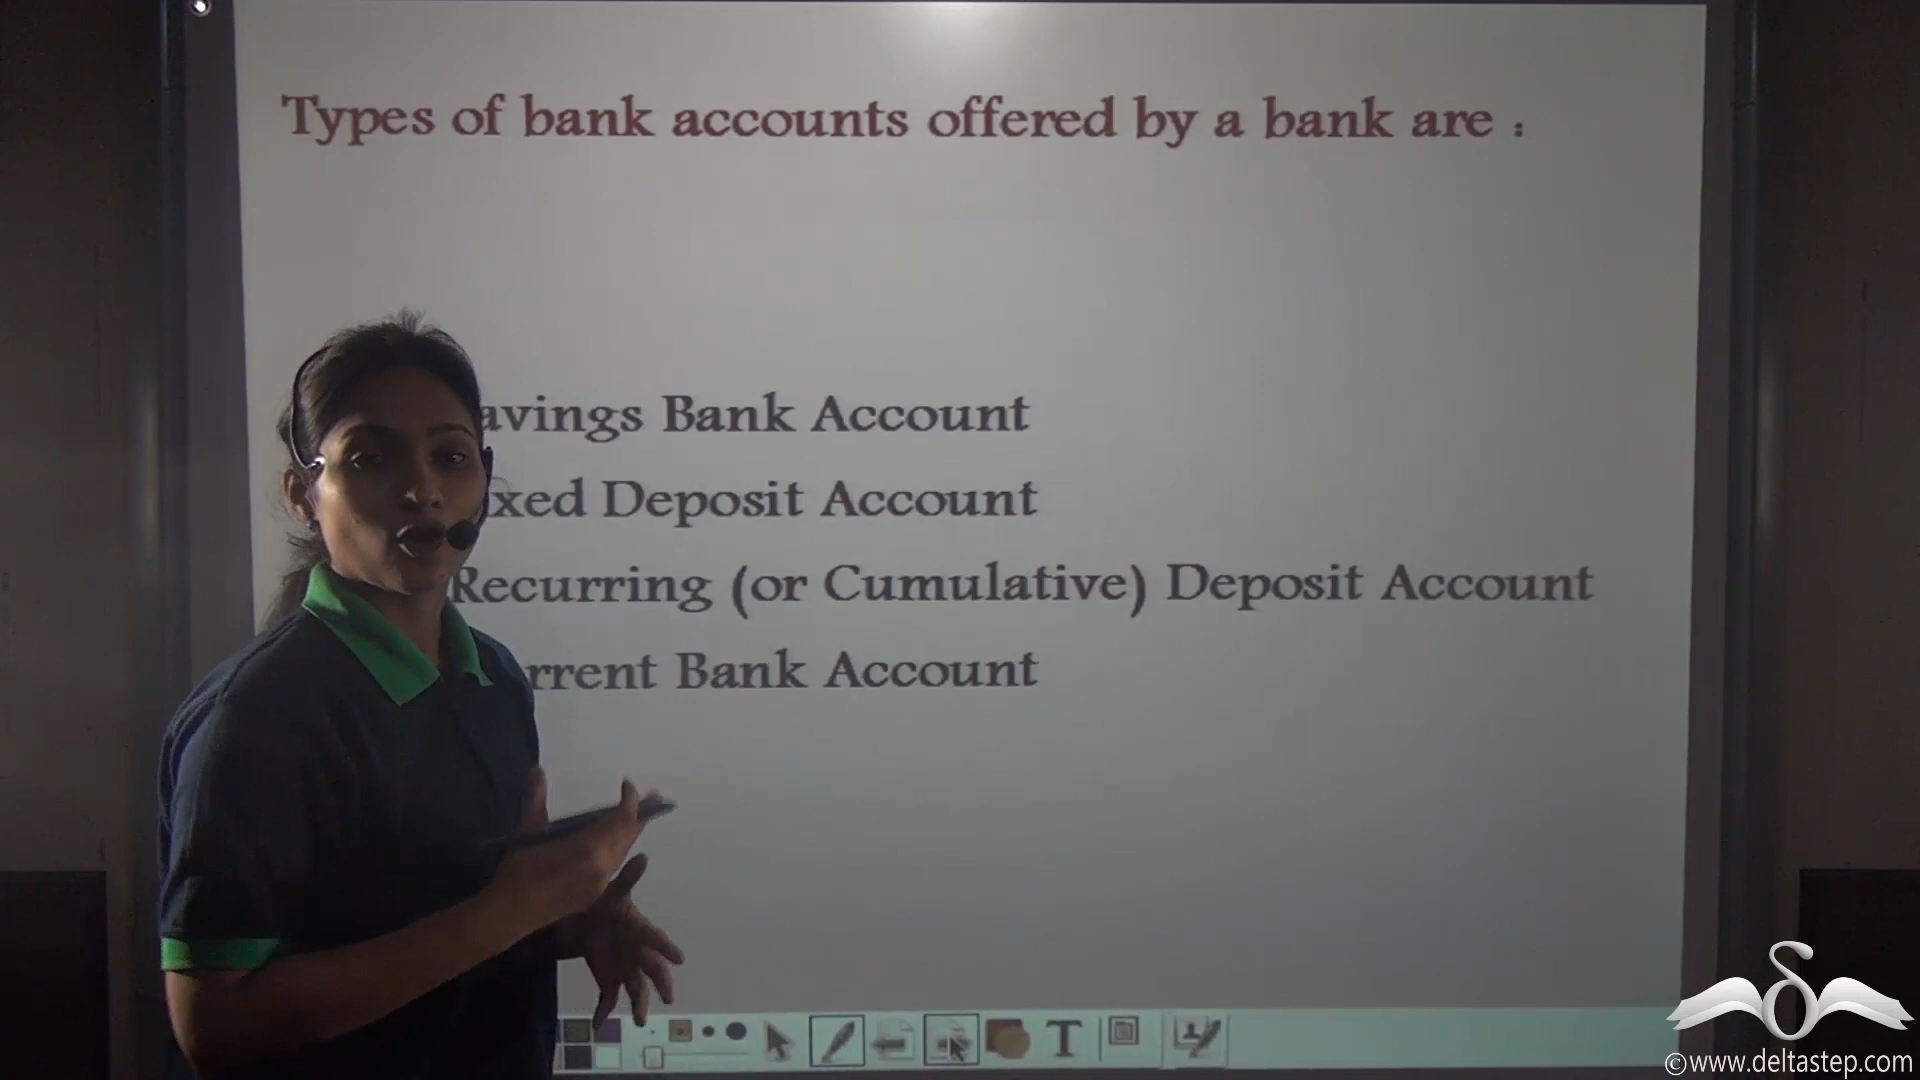 Types of bank accounts offered by a bank are :
avings Bank Account
xed Deposit Account
Recurring (or Cumulative) Deposit Account
rrent Bank Account
T
©www.deltastep.com